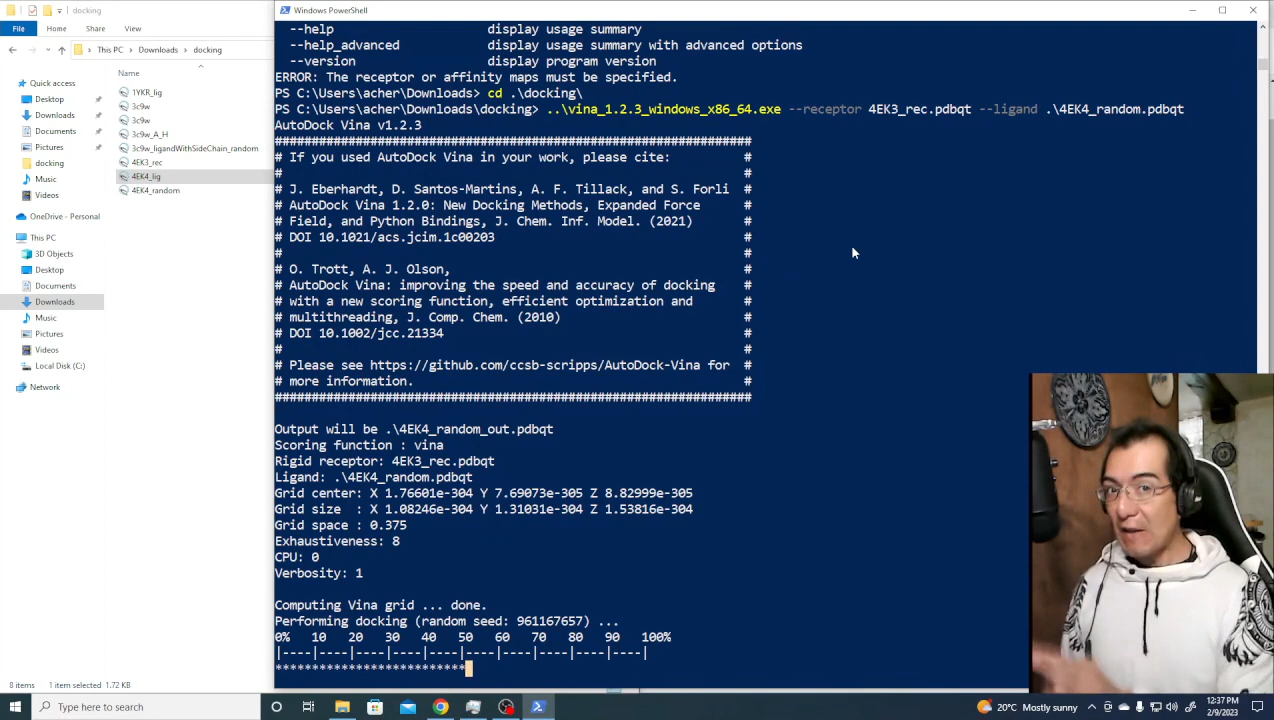 docking
Windows PowerShell
File
Home
Share
View
This PC
Downloads
docking
Name
Quick access
Desktop
Downloads
Documents
Pictures
docking
Music
Videos
OneDrive - Personal
This PC
3D Objects
Desktop
Documents
Downloads
Music
Pictures
Videos
Local Disk (C:)
Network
1YKR_lig
3c9w
3c9w
3c9w_A_H
3c9w_ligandWithSideChain_random
4EK3_rec
4EK4_lig
4EK4_random
8 items
1 item selected 1.72 KB
--help display usage summary
--help_advanced display usage summary with advanced options
--version display program version
ERROR: The receptor or affinity maps must be specified.
PS C:\Users\acher\Downloads> cd .\docking\
PS C:\Users\acher\Downloads\docking> ..\vina_1.2.3_windows_x86_64.exe --receptor 4EK3_rec.pdbqt --ligand .\4EK4_random.pdbqt
AutoDock Vina v1.2.3
#################################################################
# If you used AutoDock Vina in your work, please cite: #
# #
# J. Eberhardt, D. Santos-Martins, A. F. Tillack, and S. Forli #
# AutoDock Vina 1.2.0: New Docking Methods, Expanded Force #
# Field, and Python Bindings, J. Chem. Inf. Model. (2021) #
# DOI 10.1021/acs.jcim.1c00203 #
# #
# O. Trott, A. J. Olson, #
# AutoDock Vina: improving the speed and accuracy of docking #
# with a new scoring function, efficient optimization and #
# multithreading, J. Comp. Chem. (2010) #
# DOI 10.1002/jcc.21334 #
# #
# Please see https://github.com/ccsb-scripps/AutoDock-Vina for #
# more information. #
#################################################################
Output will be .\4EK4_random_out.pdbqt
Scoring function : vina
Rigid receptor: 4EK3_rec.pdbqt
Ligand: .\4EK4_random.pdbqt
Grid center: X 1.76601e-304 Y 7.69073e-305 Z 8.82999e-305
Grid size : X 1.08246e-304 Y 1.31031e-304 Z 1.53816e-304
Grid space : 0.375
Exhaustiveness: 8
CPU: 0
Verbosity: 1
Computing Vina grid ... done.
Performing docking (random seed: 961167657) ...
0% 10 20 30 40 50 60 70 80 90 100%
|----|----|----|----|----|----|----|----|----|----|
**************************
Type here to search
20°C Mostly sunny
12:37 PM
2/9/2023